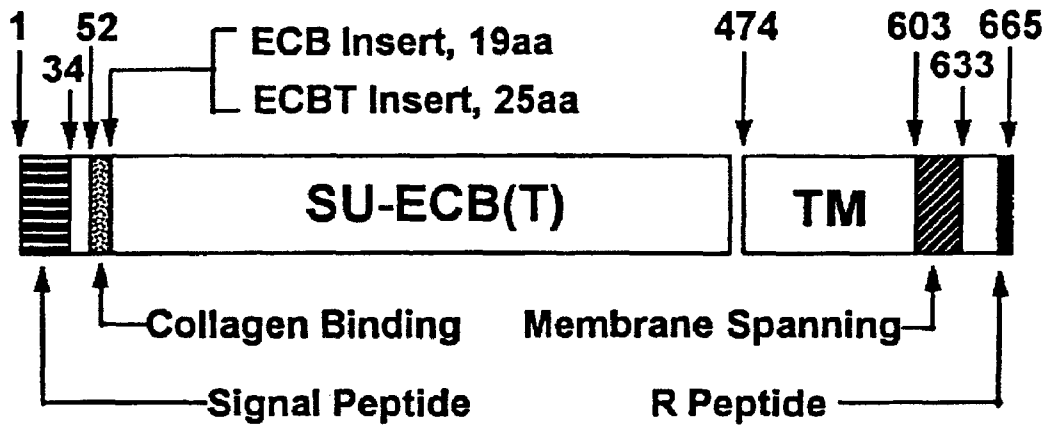 1
52
ECB Insert, 19aa
474
603
665
34
ECBT Insert, 25aa
633
SU-ECB(T)
TM
Collagen Binding
Membrane Spanning
Signal Peptide
R Peptide